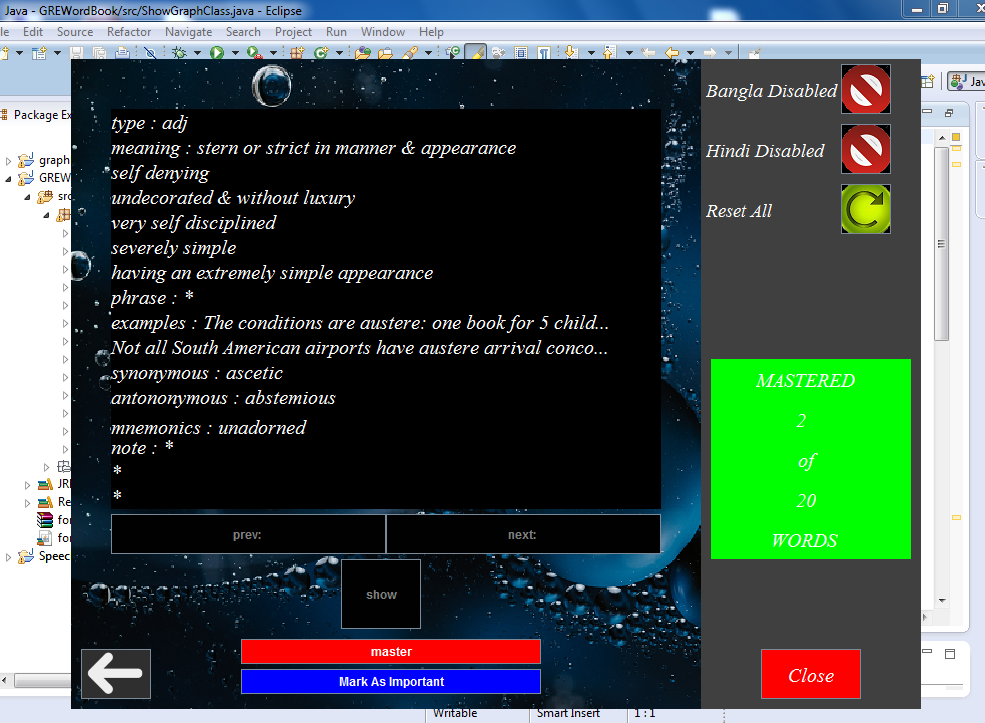 Java - GREWordBook/src/ShowGraphClass.java - Eclipse
Edit Source Refactor Navigate Search Project Run Window Help
Package Ex
graph
GREW
src
JR
Re
for
for
Speec
type : adj
meaning : stern or strict in manner & appearance
self denying
undecorated & without luxury
very self disciplined
severely simple
having an extremely simple appearance
phrase : *
examples : The conditions are austere: one book for 5 child...
Not all South American airports have austere arrival conco...
synonymous : ascetic
antononymous : abstemious
mnemonics : unadorned
note : *
*
*
prev:
next:
show
master
Mark As Important
Bangla Disabled
Hindi Disabled
Reset All
MASTERED
2
of
20
WORDS
Close
Jav
Writable
Smart Insert
1 : 1